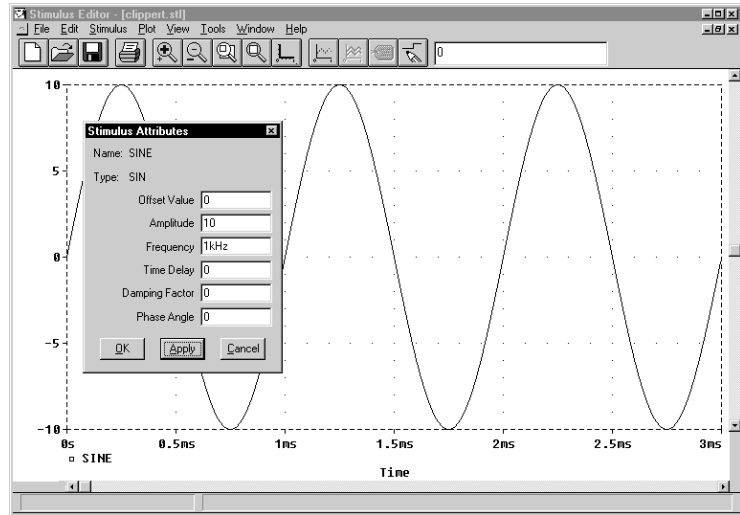 Stimulus Editor - [clippert.stl]
File Edit Stimulus Plot View Tools Window Help
0
10
5
0
-5
-10
Stimulus Attributes
Name: SINE
Type: SIN
Offset Value 0
Amplitude 10
Frequency 1kHz
Time Delay 0
Damping Factor 0
Phase Angle 0
OK Apply Cancel
0s 0.5ms 1ms 1.5ms 2ms 2.5ms 3ms
SINE
Time